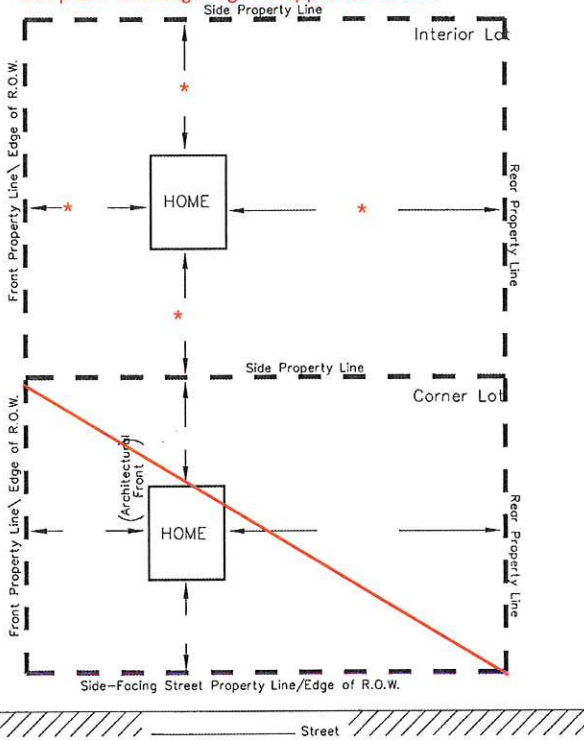 Side Property Line
Interior Lot
Front Property Line\ Edge of R.O.W.
*
*
HOME
*
Rear Property Line
*
Side Property Line
Corner Lot
Front Property Line\ Edge of R.O.W.
(Architectural
Front)
HOME
Rear Property Line
Side-Facing Street Property Line/Edge of R.O.W.
Street